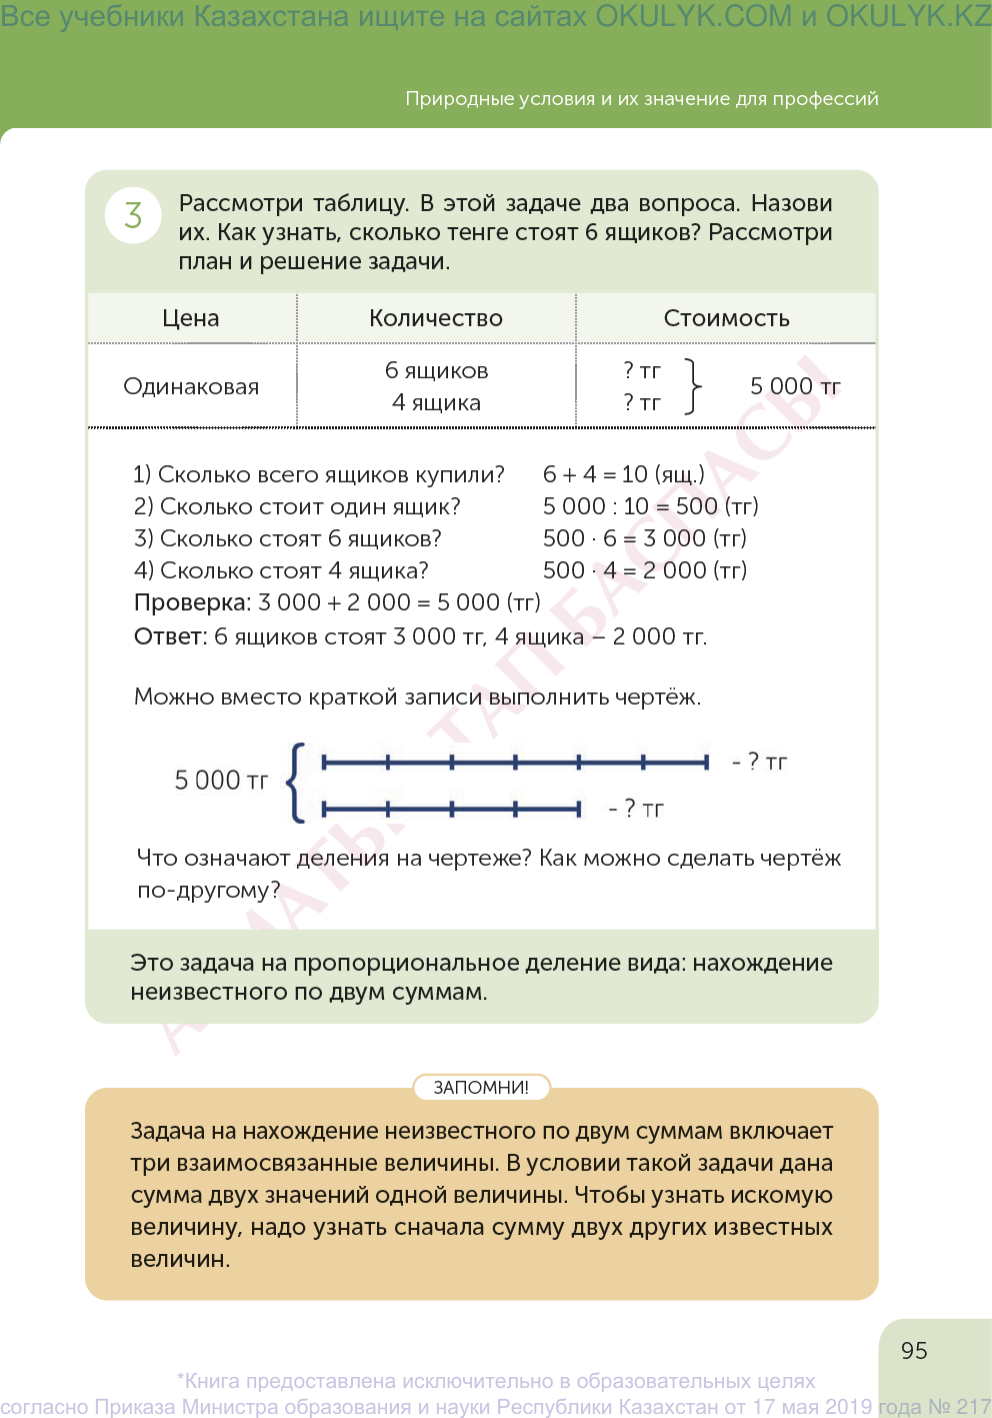 Все учебники Казахстана ищите на сайтах OKULYK.COM и OKULYK.KZ
Природные условия и их значение для профессий
3
Рассмотри таблицу. В этой задаче два вопроса. Назови
их. Как узнать, сколько тенге стоят 6 ящиков? Рассмотри
план и решение задачи.
Цена Количество Стоимость
Одинаковая
6 ящиков ? тг
4 ящика ? тг
5 000 тг
1) Сколько всего ящиков купили? 6 + 4 = 10 (ящ.)
2) Сколько стоит один ящик? 5 000 : 10 = 500 (тг)
3) Сколько стоят 6 ящиков? 500 · 6 = 3 000 (тг)
4) Сколько стоят 4 ящика? 500 · 4 = 2 000 (тг)
Проверка: 3 000 + 2 000 = 5 000 (тг)
Ответ: 6 ящиков стоят 3 000 тг, 4 ящика – 2 000 тг.
Можно вместо краткой записи выполнить чертёж.
- ? тг
5 000 тг
- ? тг
Что означают деления на чертеже? Как можно сделать чертёж
по-другому?
Это задача на пропорциональное деление вида: нахождение
неизвестного по двум суммам.
ЗАПОМНИ!
Задача на нахождение неизвестного по двум суммам включает
три взаимосвязанные величины. В условии такой задачи дана
сумма двух значений одной величины. Чтобы узнать искомую
величину, надо узнать сначала сумму двух других известных
величин.
95
*Книга предоставлена исключительно в образовательных целях
согласно Приказа Министра образования и науки Республики Казахстан от 17 мая 2019 года № 217